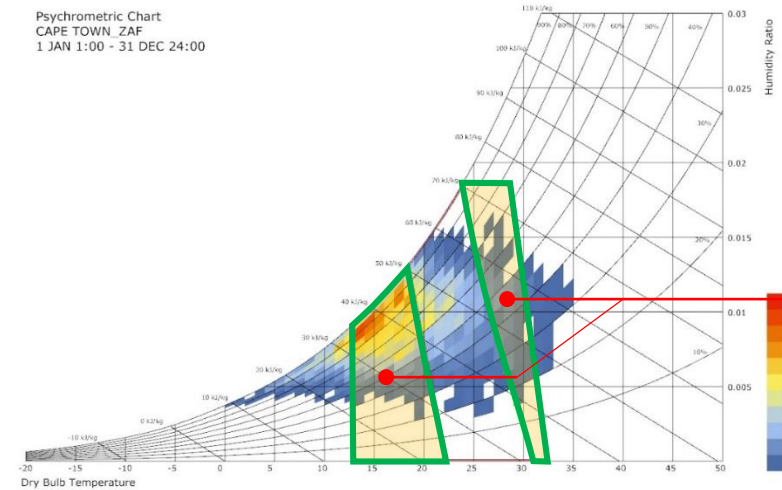 Psychrometric Chart
CAPE TOWN_ZAF
1 JAN 1:00 - 31 DEC 24:00
110 kJ/kg
90% 80% 70% 60% 50% 40%
0.03
Humidity Ratio
100 kJ/kg
0.025
90 kJ/kg
30%
80 kJ/kg
0.02
70 kJ/kg
60 kJ/kg
20%
0.015
50 kJ/kg
40 kJ/kg
0.01
30 kJ/kg
10%
20 kJ/kg
0.005
10 kJ/kg
0 kJ/kg
-10 kJ/kg
-20 -15 -10 -5 0 5 10 15 20 25 30 35 40 45 50
Dry Bulb Temperature